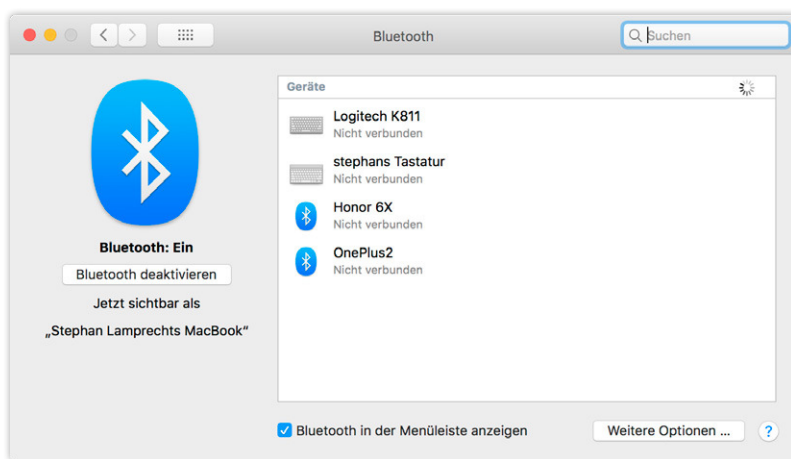 Bluetooth
Suchen
Bluetooth: Ein
Bluetooth deaktivieren
Jetzt sichtbar als
„Stephan Lamprechts MacBook“
Geräte
Logitech K811
Nicht verbunden
stephans Tastatur
Nicht verbunden
Honor 6X
Nicht verbunden
OnePlus2
Nicht verbunden
Bluetooth in der Menüleiste anzeigen
Weitere Optionen ...
?